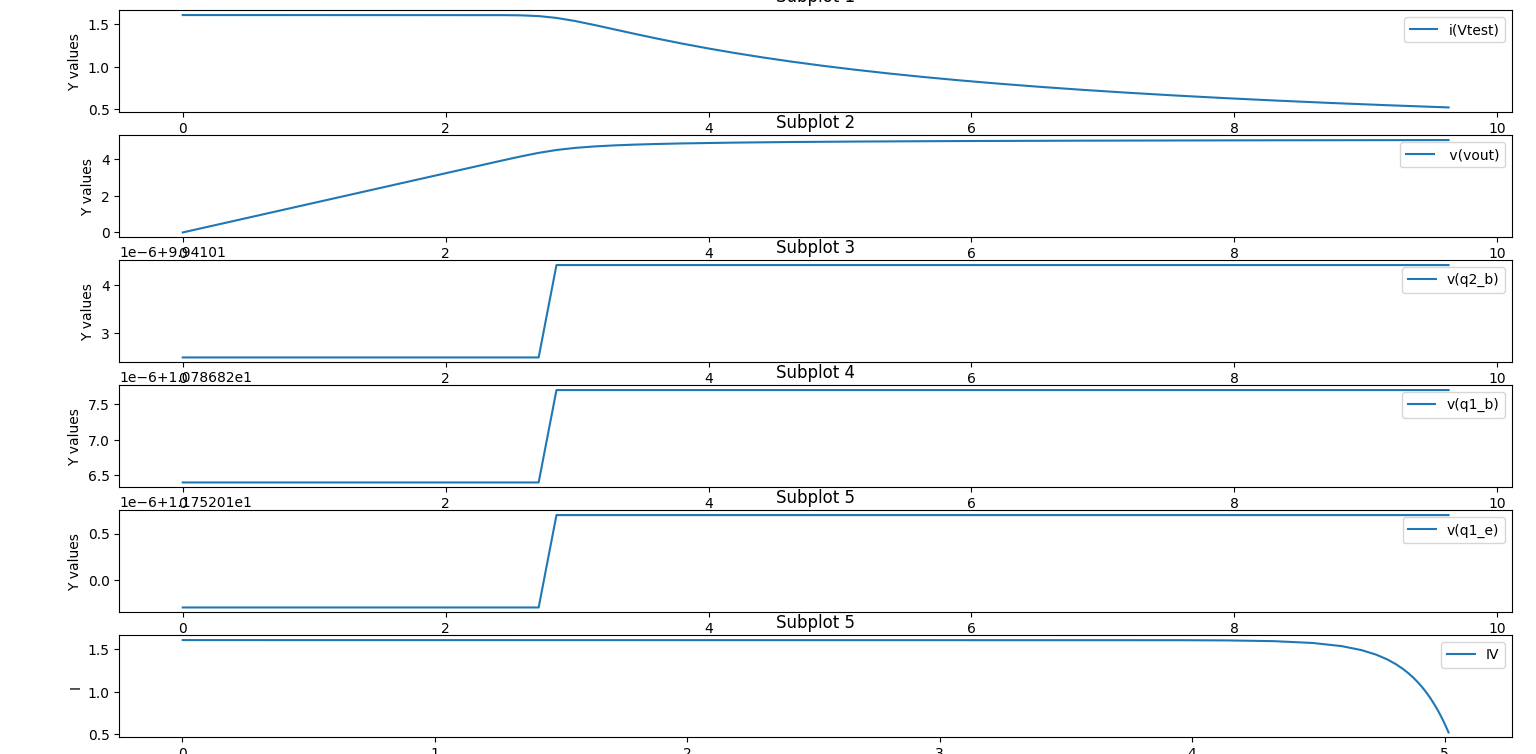 Subplot 1
Y values
1.5
1.0
0.5
i(Vtest)
0 2 4 6 8 10
Subplot 2
Y values
4
2
0
v(vout)
0 2 4 6 8 10
1e−6+9.94101
Subplot 3
Y values
4
3
v(q2_b)
0 2 4 6 8 10
1e−6+1.078682e1
Subplot 4
Y values
7.5
7.0
6.5
v(q1_b)
0 2 4 6 8 10
1e−6+1.175201e1
Subplot 5
Y values
0.5
0.0
v(q1_e)
0 2 4 6 8 10
Subplot 5
I
1.5
1.0
0.5
IV
0 1 2 3 4 5